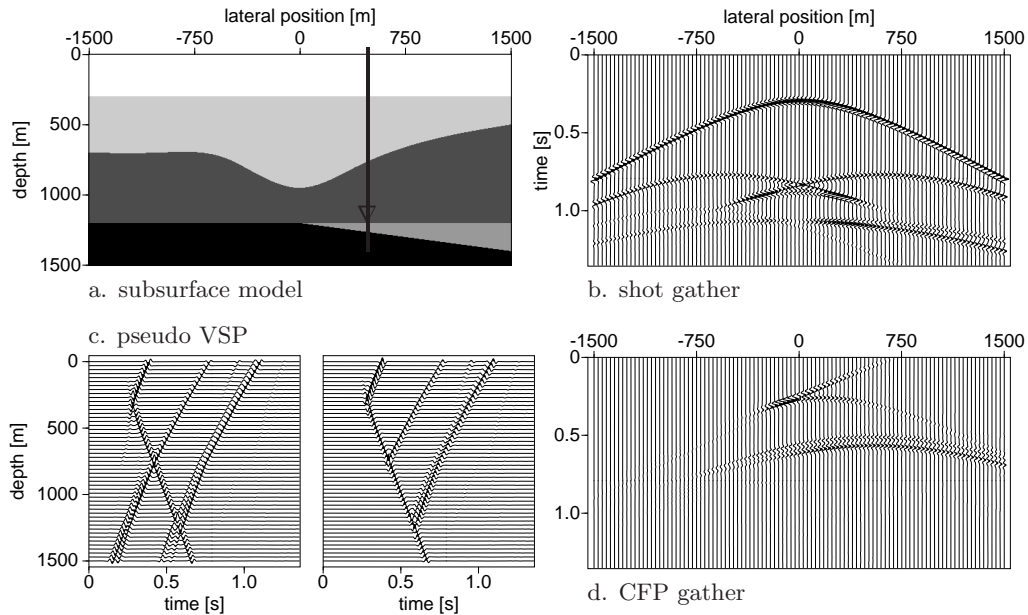 lateral position [m]
-1500 -750 0 750 1500
0
500
1000
1500
depth [m]
a. subsurface model
lateral position [m]
-1500 -750 0 750 1500
0
0.5
1.0
time [s]
b. shot gather
c. pseudo VSP
0
500
1000
1500
depth [m]
0 0.5 1.0
time [s]
0 0.5 1.0
time [s]
-1500 -750 0 750 1500
0
0.5
1.0
d. CFP gather